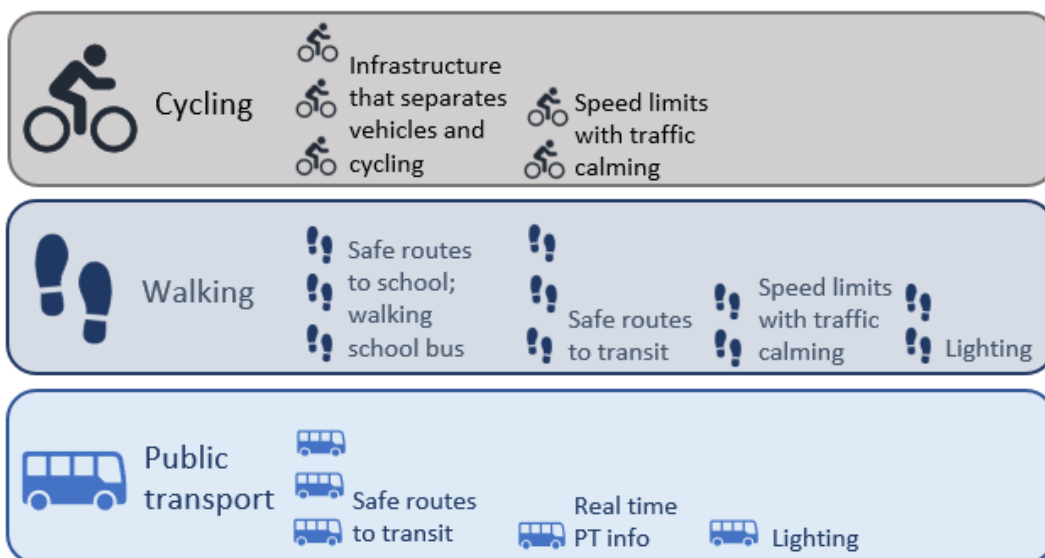 Cycling
Infrastructure
that separates
vehicles and
cycling
Speed limits
with traffic
calming
Walking
Safe routes
to school;
walking
school bus
Safe routes
to transit
Speed limits
with traffic
calming
Lighting
Public
transport
Safe routes
to transit
Real time
PT info
Lighting